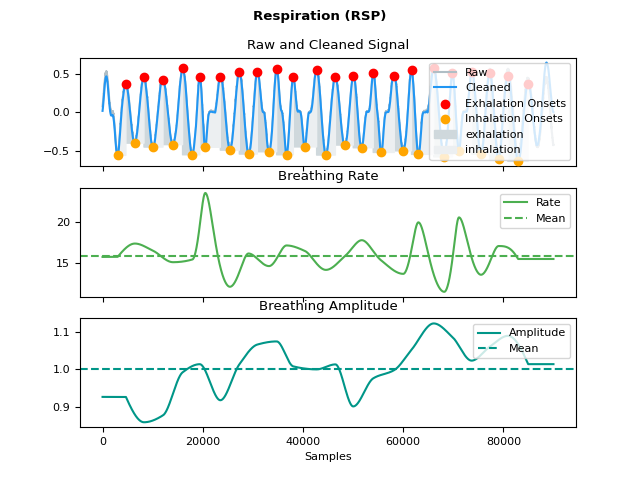 Respiration (RSP)
Raw and Cleaned Signal
0.5
0.0
−0.5
Raw
Cleaned
Exhalation Onsets
Inhalation Onsets
exhalation
inhalation
Breathing Rate
20
15
Rate
Mean
Breathing Amplitude
1.1
1.0
0.9
Amplitude
Mean
0 20000 40000 60000 80000
Samples